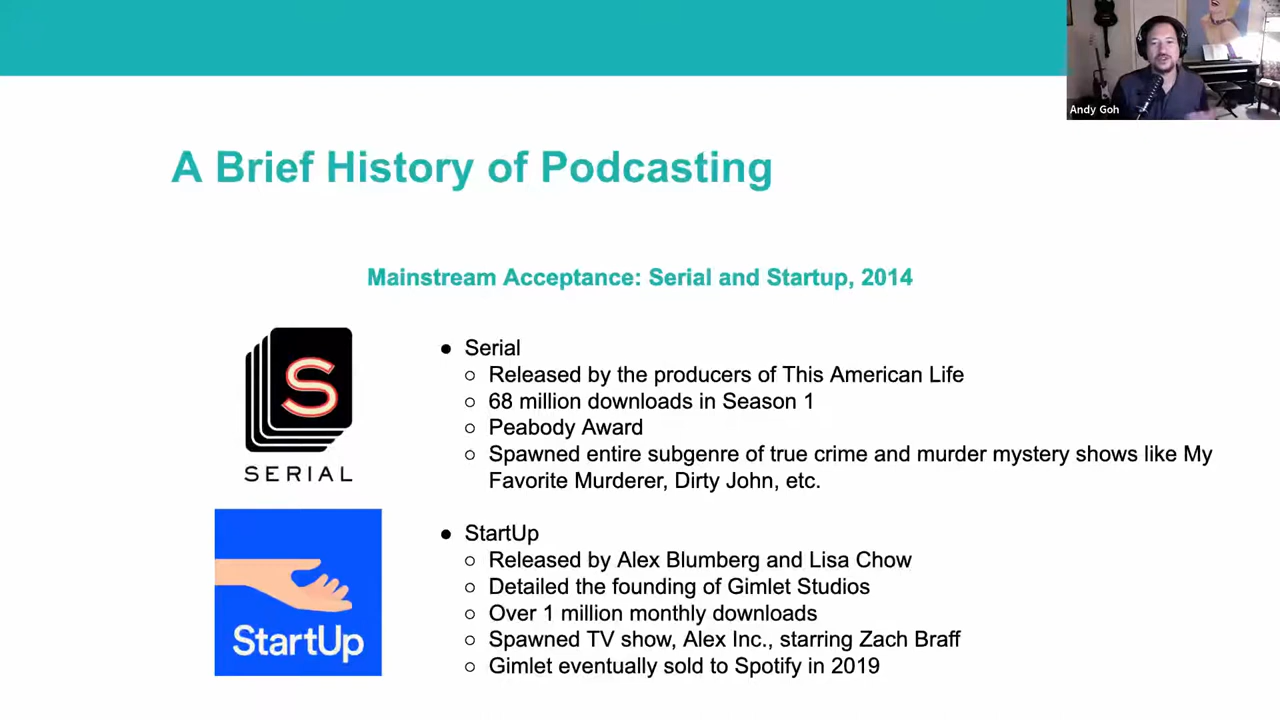 Andy Goh
A Brief History of Podcasting
Mainstream Acceptance: Serial and Startup, 2014
S
SERIAL
● Serial
○ Released by the producers of This American Life
○ 68 million downloads in Season 1
○ Peabody Award
○ Spawned entire subgenre of true crime and murder mystery shows like My
Favorite Murderer, Dirty John, etc.
StartUp
● StartUp
○ Released by Alex Blumberg and Lisa Chow
○ Detailed the founding of Gimlet Studios
○ Over 1 million monthly downloads
○ Spawned TV show, Alex Inc., starring Zach Braff
○ Gimlet eventually sold to Spotify in 2019